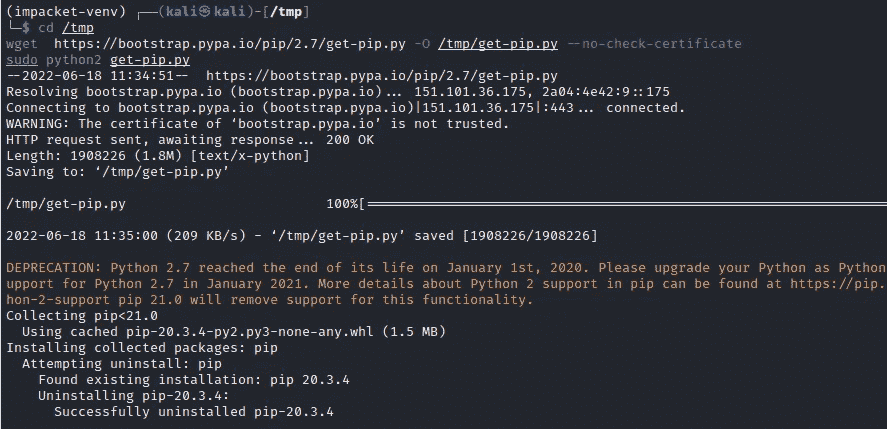 (impacket-venv) ┌──(kali㉿kali)-[/tmp]
└─$ cd /tmp
wget  https://bootstrap.pypa.io/pip/2.7/get-pip.py -O /tmp/get-pip.py --no-check-certificate
sudo python2 get-pip.py
--2022-06-18 11:34:51--  https://bootstrap.pypa.io/pip/2.7/get-pip.py
Resolving bootstrap.pypa.io (bootstrap.pypa.io)... 151.101.36.175, 2a04:4e42:9::175
Connecting to bootstrap.pypa.io (bootstrap.pypa.io)|151.101.36.175|:443... connected.
WARNING: The certificate of ‘bootstrap.pypa.io’ is not trusted.
HTTP request sent, awaiting response... 200 OK
Length: 1908226 (1.8M) [text/x-python]
Saving to: ‘/tmp/get-pip.py’
/tmp/get-pip.py                          100%[==========================================================
2022-06-18 11:35:00 (209 KB/s) - ‘/tmp/get-pip.py’ saved [1908226/1908226]
DEPRECATION: Python 2.7 reached the end of its life on January 1st, 2020. Please upgrade your Python as Python
upport for Python 2.7 in January 2021. More details about Python 2 support in pip can be found at https://pip.
hon-2-support pip 21.0 will remove support for this functionality.
Collecting pip<21.0
  Using cached pip-20.3.4-py2.py3-none-any.whl (1.5 MB)
Installing collected packages: pip
  Attempting uninstall: pip
    Found existing installation: pip 20.3.4
    Uninstalling pip-20.3.4:
      Successfully uninstalled pip-20.3.4